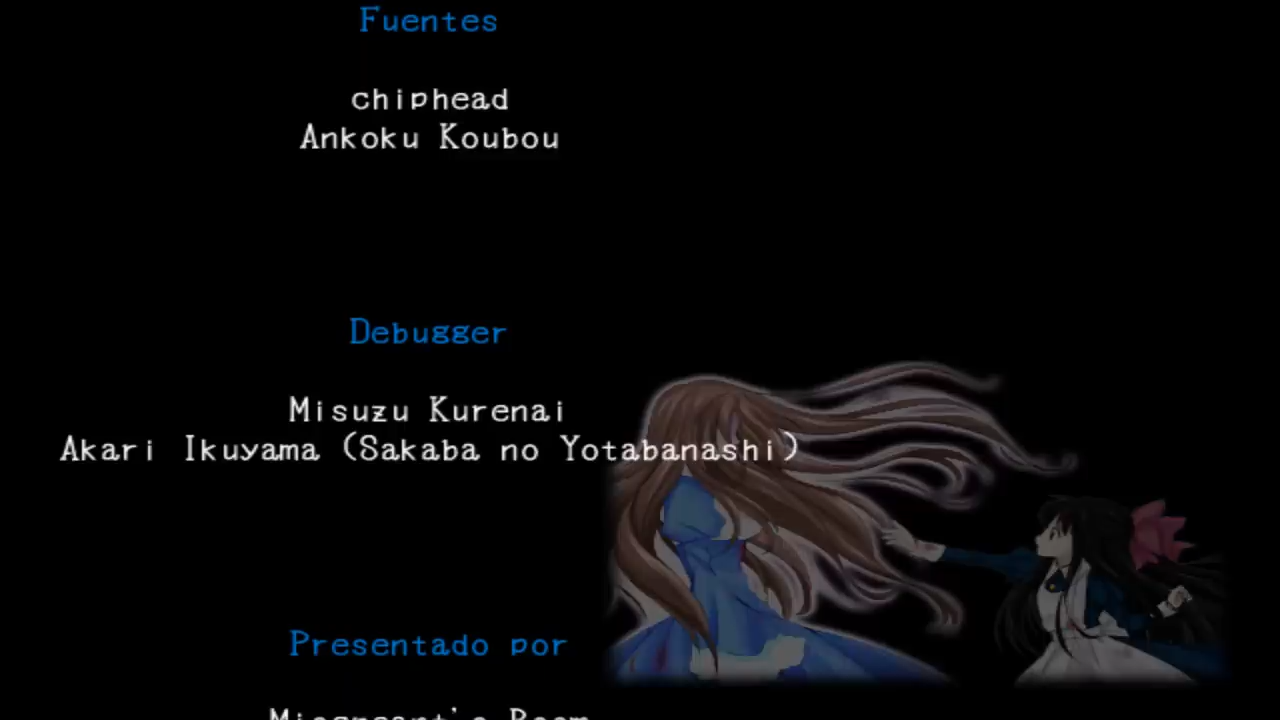 Fuentes
chiphead
Ankoku Koubou
Debugger
Misuzu Kurenai
Akari Ikuyama (Sakaba no Yotabanashi)
Presentado por